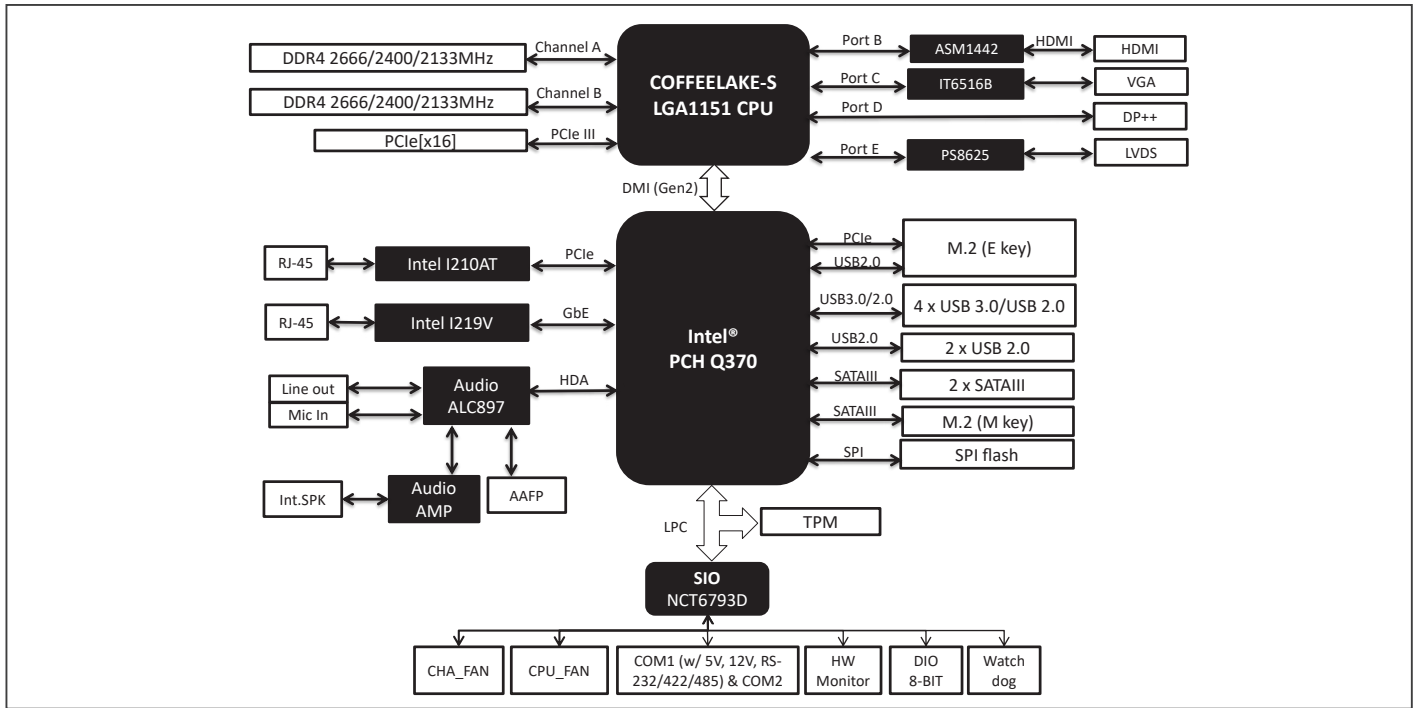 DDR4 2666/2400/2133MHz
Channel A
DDR4 2666/2400/2133MHz
Channel B
PCIe[x16]
PCIe III
COFFEELAKE-S
LGA1151 CPU
Port B
ASM1442
HDMI
HDMI
Port C
IT6516B
VGA
Port D
DP++
Port E
PS8625
LVDS
DMI (Gen2)
RJ-45
Intel I210AT
PCIe
RJ-45
Intel I219V
GbE
Line out
Mic In
Audio
ALC897
HDA
Int.SPK
Audio
AMP
AAFP
Intel®
PCH Q370
PCIe
USB2.0
M.2 (E key)
USB3.0/2.0
4 x USB 3.0/USB 2.0
USB2.0
2 x USB 2.0
SATAIII
2 x SATAIII
SATAIII
M.2 (M key)
SPI
SPI flash
LPC
TPM
SIO
NCT6793D
CHA_FAN
CPU_FAN
COM1 (w/ 5V, 12V, RS-
232/422/485) & COM2
HW
Monitor
DIO
8-BIT
Watch
dog